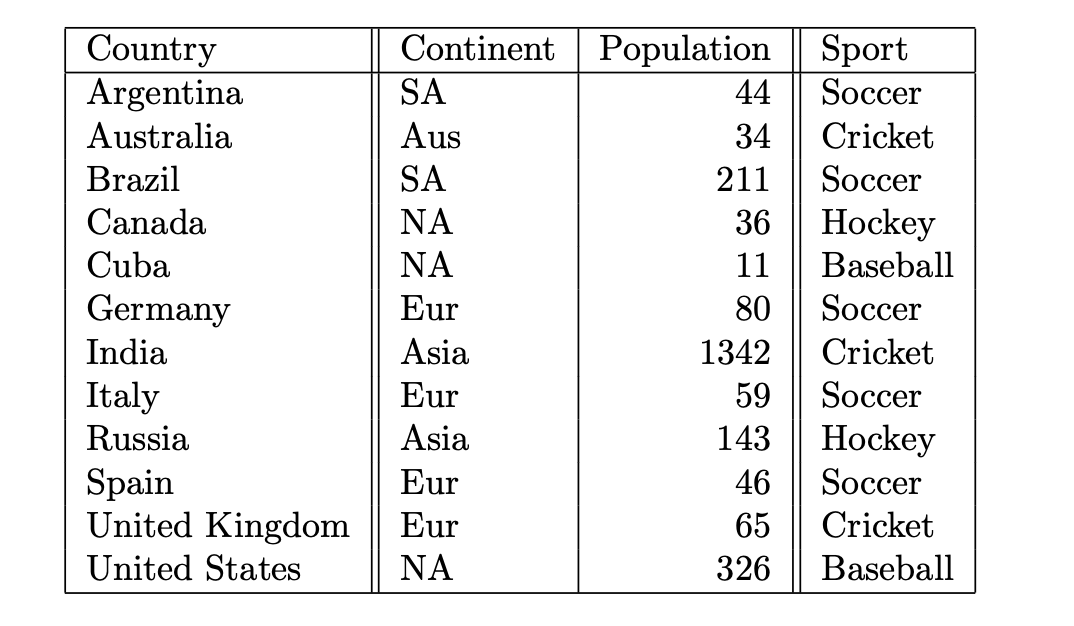 Country Continent Population Sport
Argentina SA 44 Soccer
Australia Aus 34 Cricket
Brazil SA 211 Soccer
Canada NA 36 Hockey
Cuba NA 11 Baseball
Germany Eur 80 Soccer
India Asia 1342 Cricket
Italy Eur 59 Soccer
Russia Asia 143 Hockey
Spain Eur 46 Soccer
United Kingdom Eur 65 Cricket
United States NA 326 Baseball